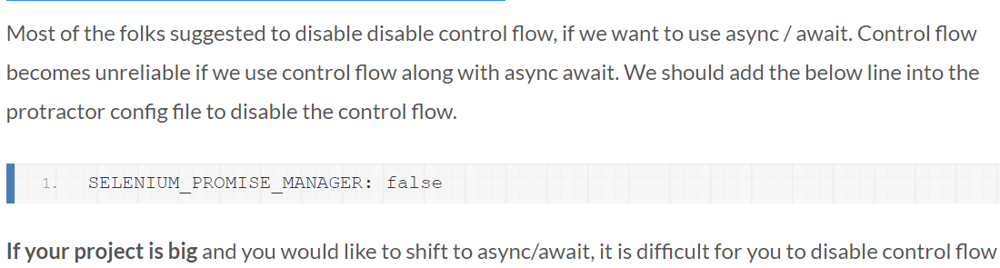 Most of the folks suggested to disable disable control flow, if we want to use async / await. Control flow
becomes unreliable if we use control flow along with async await. We should add the below line into the
protractor config file to disable the control flow.
1. SELENIUM_PROMISE_MANAGER: false
If your project is big and you would like to shift to async/await, it is difficult for you to disable control flow